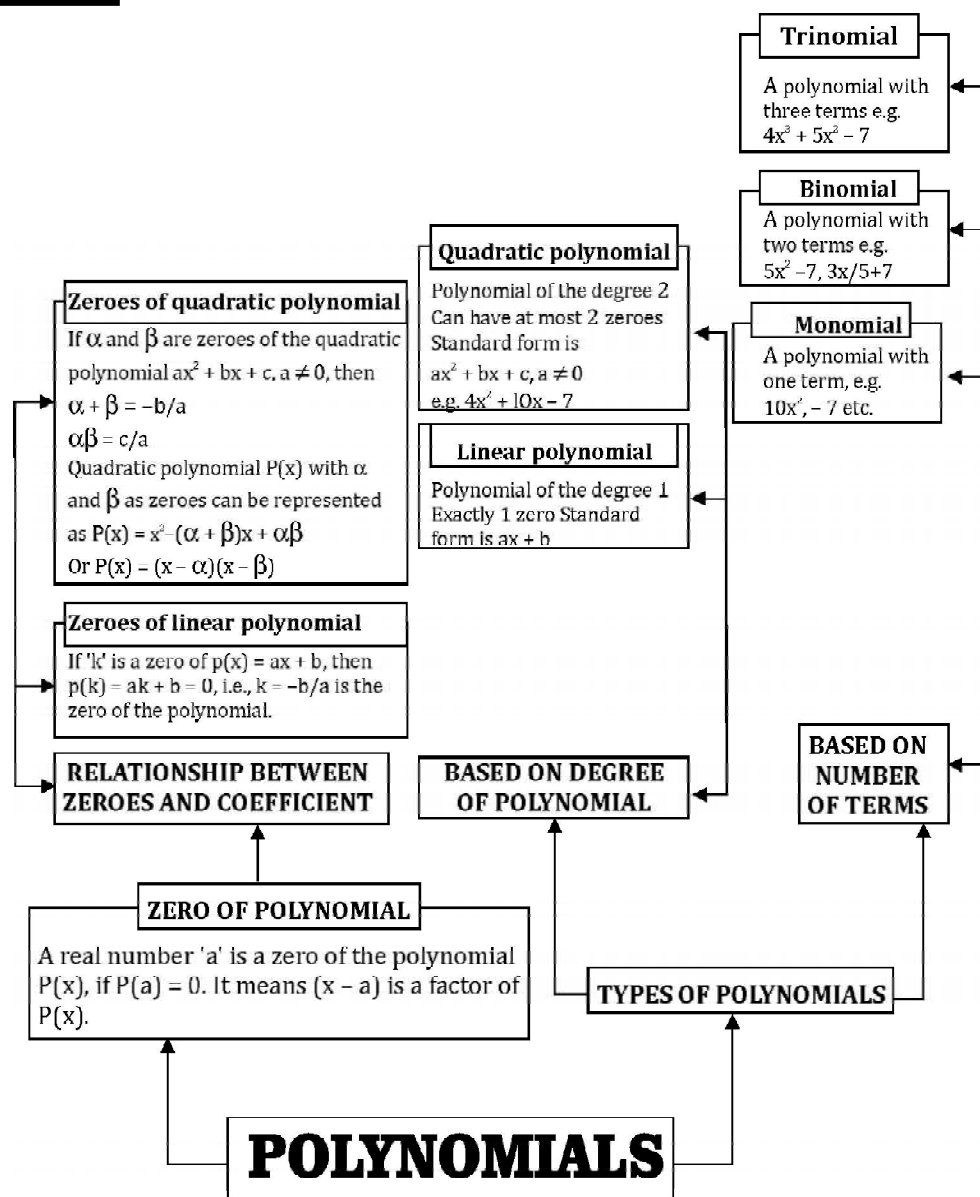 Trinomial
A polynomial with
three terms e.g.
4x³ + 5x² – 7
Binomial
A polynomial with
two terms e.g.
5x² –7, 3x/5+7
Monomial
A polynomial with
one term, e.g.
10x², – 7 etc.
Quadratic polynomial
Polynomial of the degree 2
Can have at most 2 zeroes
Standard form is
ax² + bx + c, a ≠ 0
e.g. 4x² + l0x – 7
Linear polynomial
Polynomial of the degree 1
Exactly 1 zero Standard
form is ax + b
Zeroes of quadratic polynomial
If α and β are zeroes of the quadratic
polynomial ax² + bx + c, a ≠ 0, then
α + β = –b/a
αβ = c/a
Quadratic polynomial P(x) with α
and β as zeroes can be represented
as P(x) = x²–(α + β)x + αβ
Or P(x) = (x – α)(x – β)
Zeroes of linear polynomial
If 'k' is a zero of p(x) = ax + b, then
p(k) = ak + b = 0, i.e., k = –b/a is the
zero of the polynomial.
RELATIONSHIP BETWEEN
ZEROES AND COEFFICIENT
BASED ON DEGREE
OF POLYNOMIAL
BASED ON
NUMBER
OF TERMS
ZERO OF POLYNOMIAL
A real number 'a' is a zero of the polynomial
P(x), if P(a) = 0. It means (x – a) is a factor of
P(x).
TYPES OF POLYNOMIALS
POLYNOMIALS